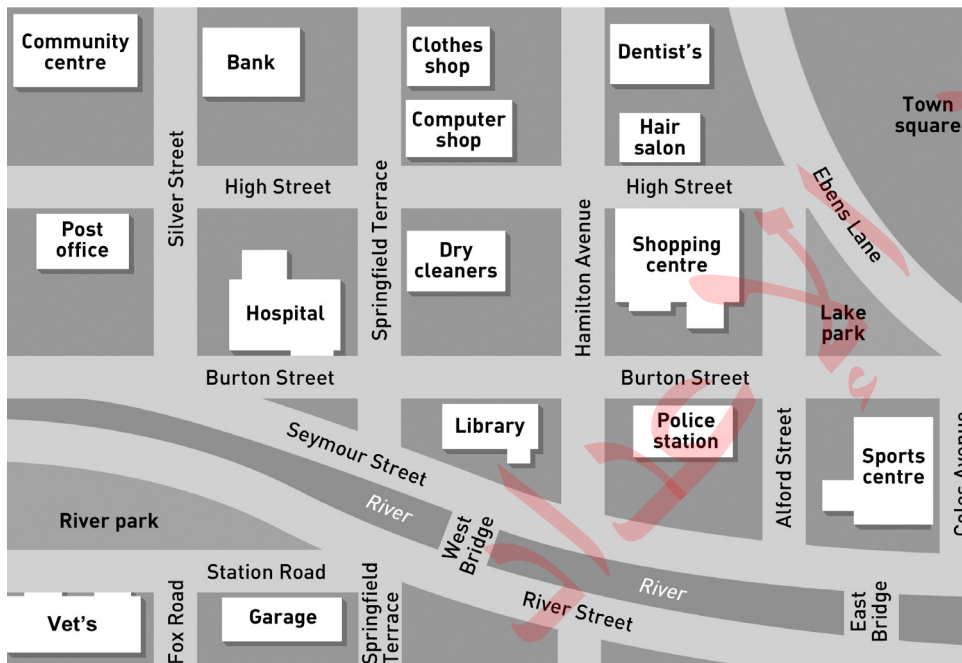 Community
centre
Bank
Clothes
shop
Dentist's
Computer
shop
Hair
salon
Town
square
Silver Street
High Street
Springfield Terrace
High Street
Ebens Lane
Post
office
Hospital
Dry
cleaners
Hamilton Avenue
Shopping
centre
Lake
park
Burton Street
Burton Street
Seymour Street
Library
Police
station
Alford Street
Sports
centre
River park
River
West
Bridge
Station Road
River
River Street
East
Bridge
Vet's
Fox Road
Garage
Springfield
Terrace